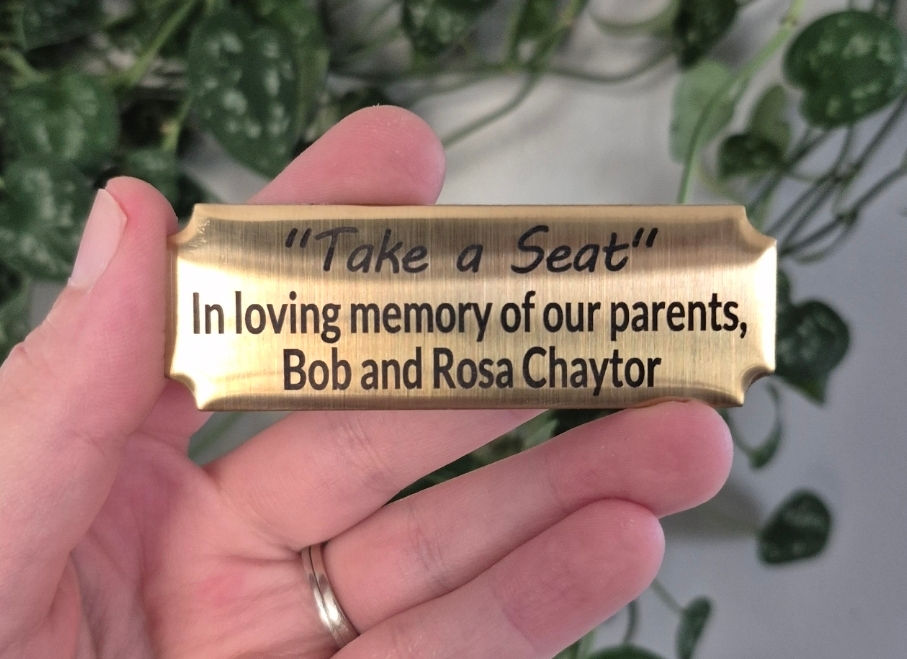 "Take a Seat"
In loving memory of our parents,
Bob and Rosa Chaytor